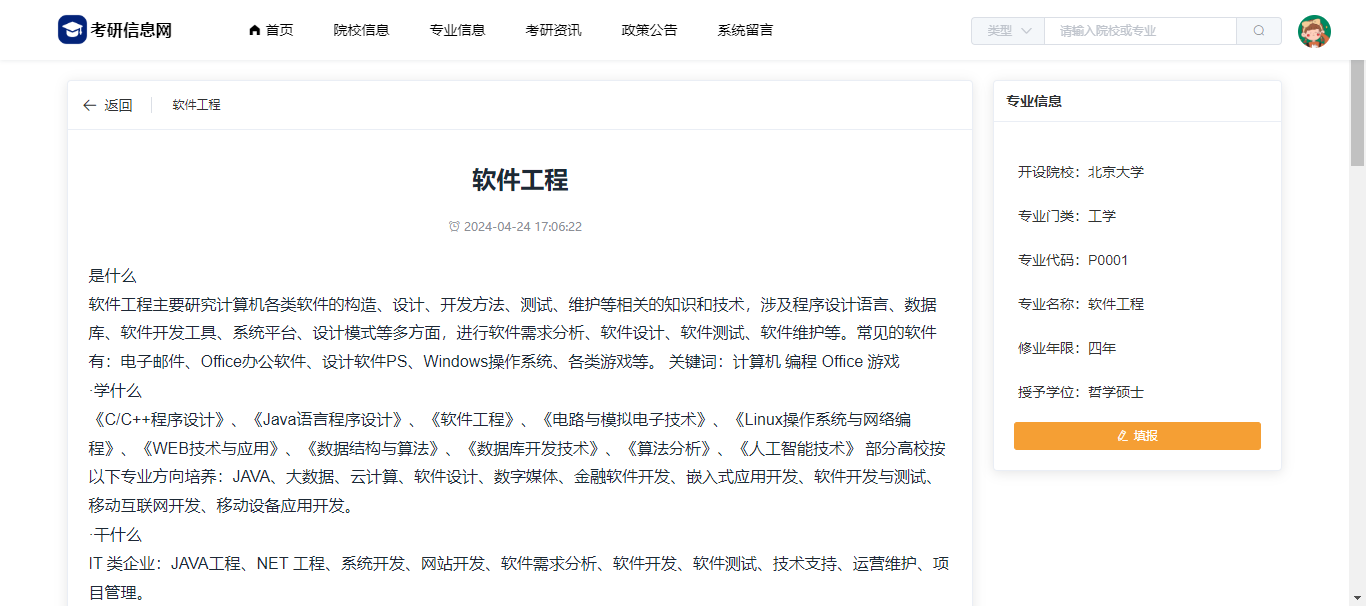 考研信息网
首页
院校信息
专业信息
考研资讯
政策公告
系统留言
类型
请输入院校或专业
返回
软件工程
软件工程
2024-04-24 17:06:22
是什么
软件工程主要研究计算机各类软件的构造、设计、开发方法、测试、维护等相关的知识和技术，涉及程序设计语言、数据
库、软件开发工具、系统平台、设计模式等多方面，进行软件需求分析、软件设计、软件测试、软件维护等。常见的软件
有：电子邮件、Office办公软件、设计软件PS、Windows操作系统、各类游戏等。 关键词：计算机 编程 Office 游戏
·学什么
《C/C++程序设计》、《Java语言程序设计》、《软件工程》、《电路与模拟电子技术》、《Linux操作系统与网络编
程》、《WEB技术与应用》、《数据结构与算法》、《数据库开发技术》、《算法分析》、《人工智能技术》 部分高校按
以下专业方向培养：JAVA、大数据、云计算、软件设计、数字媒体、金融软件开发、嵌入式应用开发、软件开发与测试、
移动互联网开发、移动设备应用开发。
·干什么
IT 类企业：JAVA工程、NET 工程、系统开发、网站开发、软件需求分析、软件开发、软件测试、技术支持、运营维护、项
目管理。
专业信息
开设院校：北京大学
专业门类：工学
专业代码：P0001
专业名称：软件工程
修业年限：四年
授予学位：哲学硕士
填报